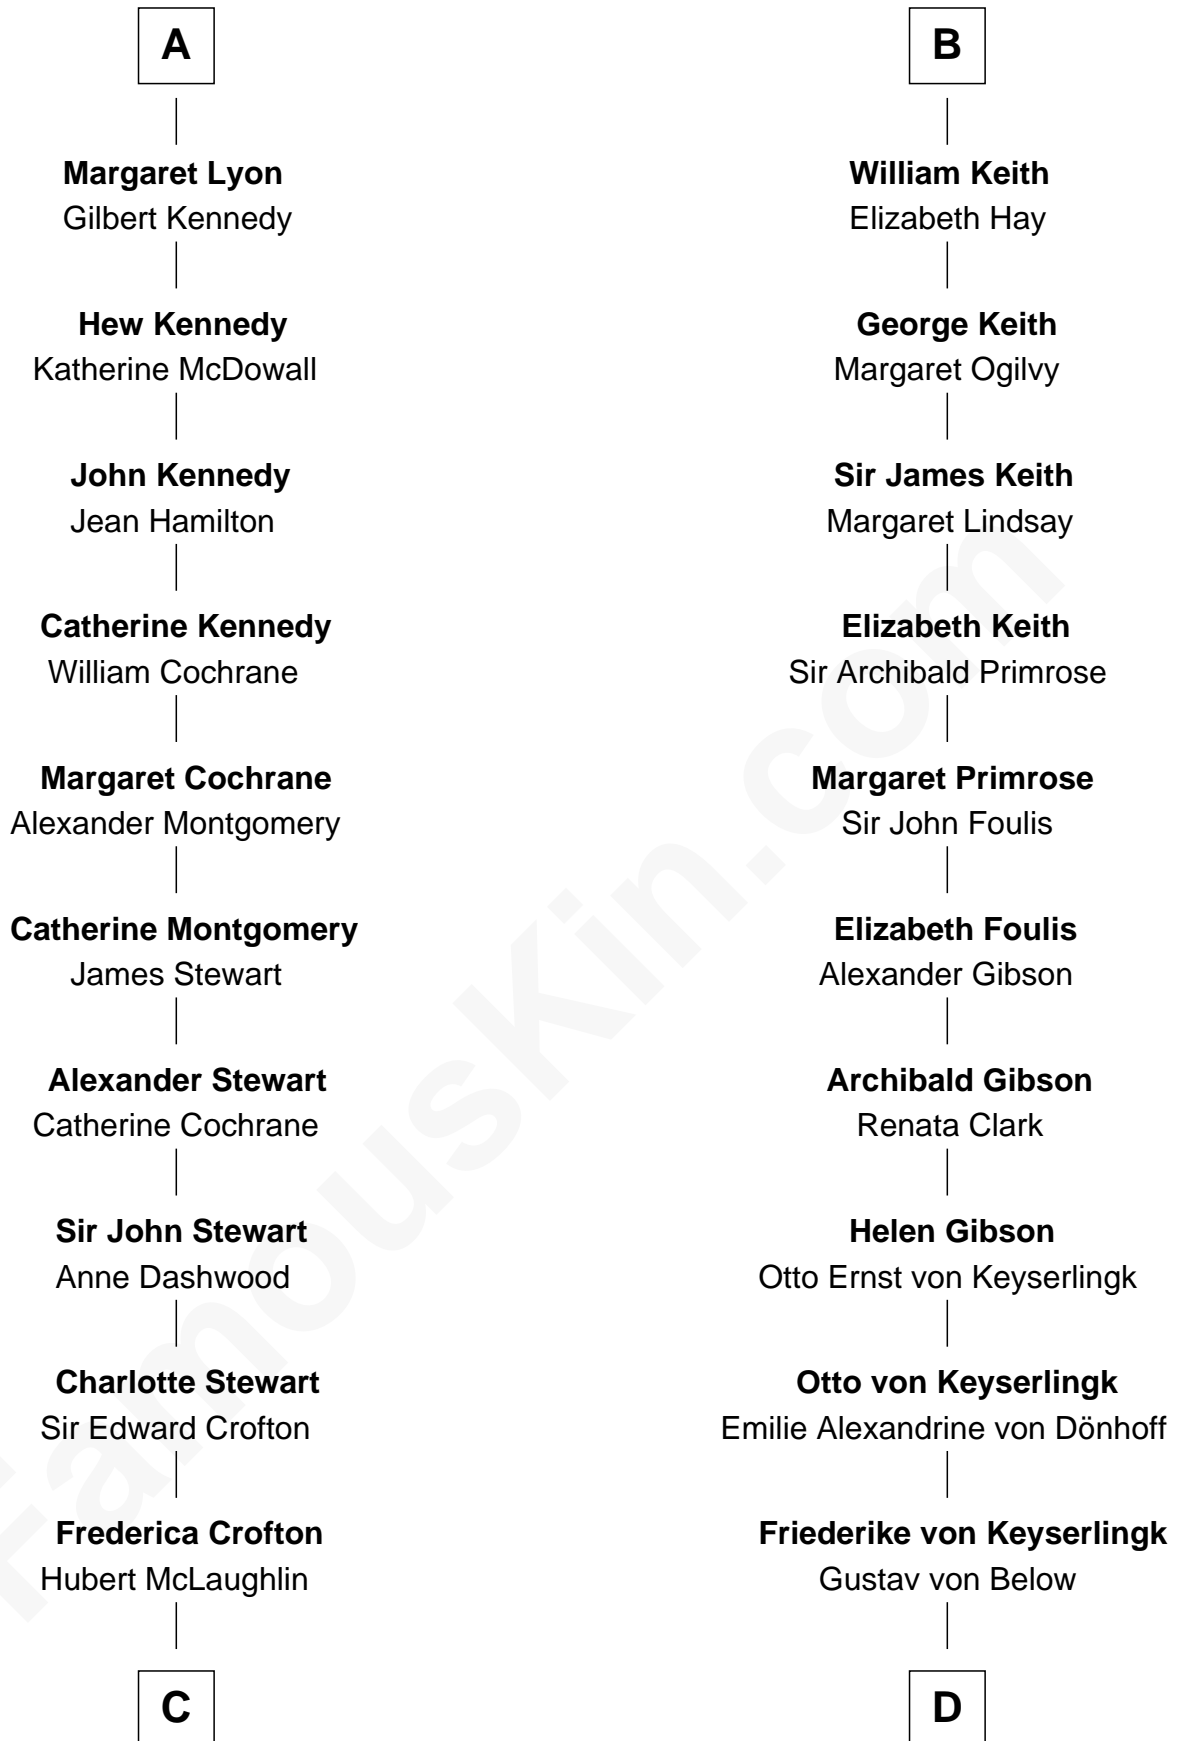 A
Margaret Lyon
Gilbert Kennedy
Hew Kennedy
Katherine McDowall
John Kennedy
Jean Hamilton
Catherine Kennedy
William Cochrane
Margaret Cochrane
Alexander Montgomery
Catherine Montgomery
James Stewart
Alexander Stewart
Catherine Cochrane
Sir John Stewart
Anne Dashwood
Charlotte Stewart
Sir Edward Crofton
Frederica Crofton
Hubert McLaughlin
C
B
William Keith
Elizabeth Hay
George Keith
Margaret Ogilvy
Sir James Keith
Margaret Lindsay
Elizabeth Keith
Sir Archibald Primrose
Margaret Primrose
Sir John Foulis
Elizabeth Foulis
Alexander Gibson
Archibald Gibson
Renata Clark
Helen Gibson
Otto Ernst von Keyserlingk
Otto von Keyserlingk
Emilie Alexandrine von Dönhoff
Friederike von Keyserlingk
Gustav von Below
D
FamousKin.com